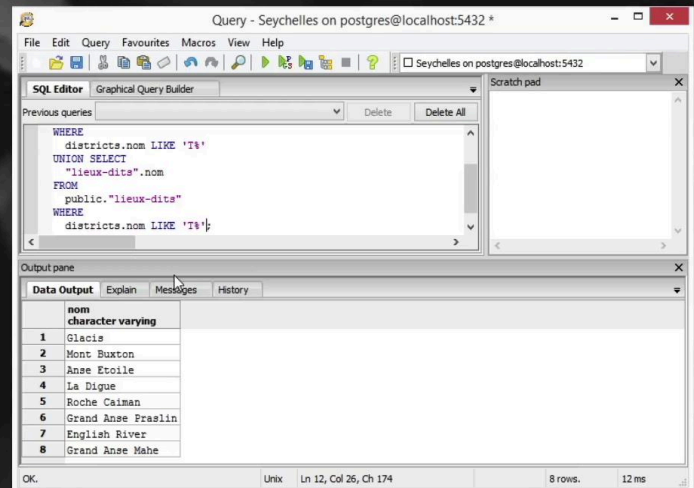 Query - Seychelles on postgres@localhost:5432 *
File Edit Query Favourites Macros View Help
Seychelles on postgres@localhost:5432
SQL Editor Graphical Query Builder
Scratch pad
Previous queries Delete Delete All
WHERE
districts.nom LIKE 'T%'
UNION SELECT
"lieux-dits".nom
FROM
public."lieux-dits"
WHERE
districts.nom LIKE 'T%';
Output pane
Data Output Explain Messages History
nom
character varying
1 Glacis
2 Mont Buxton
3 Anse Etoile
4 La Digue
5 Roche Caiman
6 Grand Anse Praslin
7 English River
8 Grand Anse Mahe
OK. Unix Ln 12, Col 26, Ch 174 8 rows. 12 ms